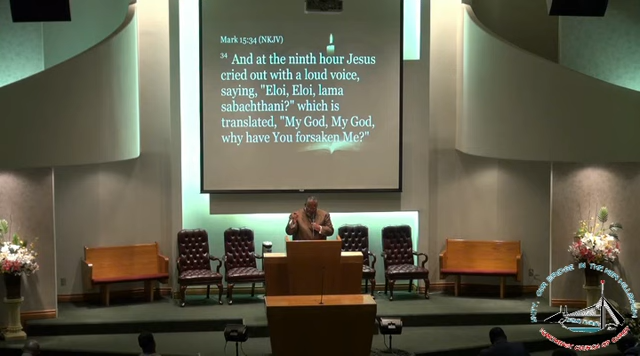 Mark 15:34 (NKJV)
34 And at the ninth hour Jesus
cried out with a loud voice,
saying, "Eloi, Eloi, lama
sabachthani?" which is
translated, "My God, My God,
why have You forsaken Me?"